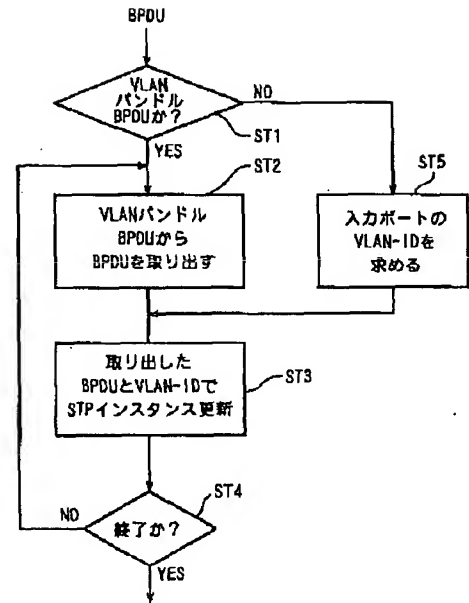 BPDU
VLAN
バンドル
BPDUか?
NO
ST1
YES
ST2
ST5
VLANバンドル
BPDUから
BPDUを取り出す
入力ポートの
VLAN-IDを
求める
取り出した
BPDUとVLAN-IDで
STPインスタンス更新
ST3
ST4
NO
終了か?
YES